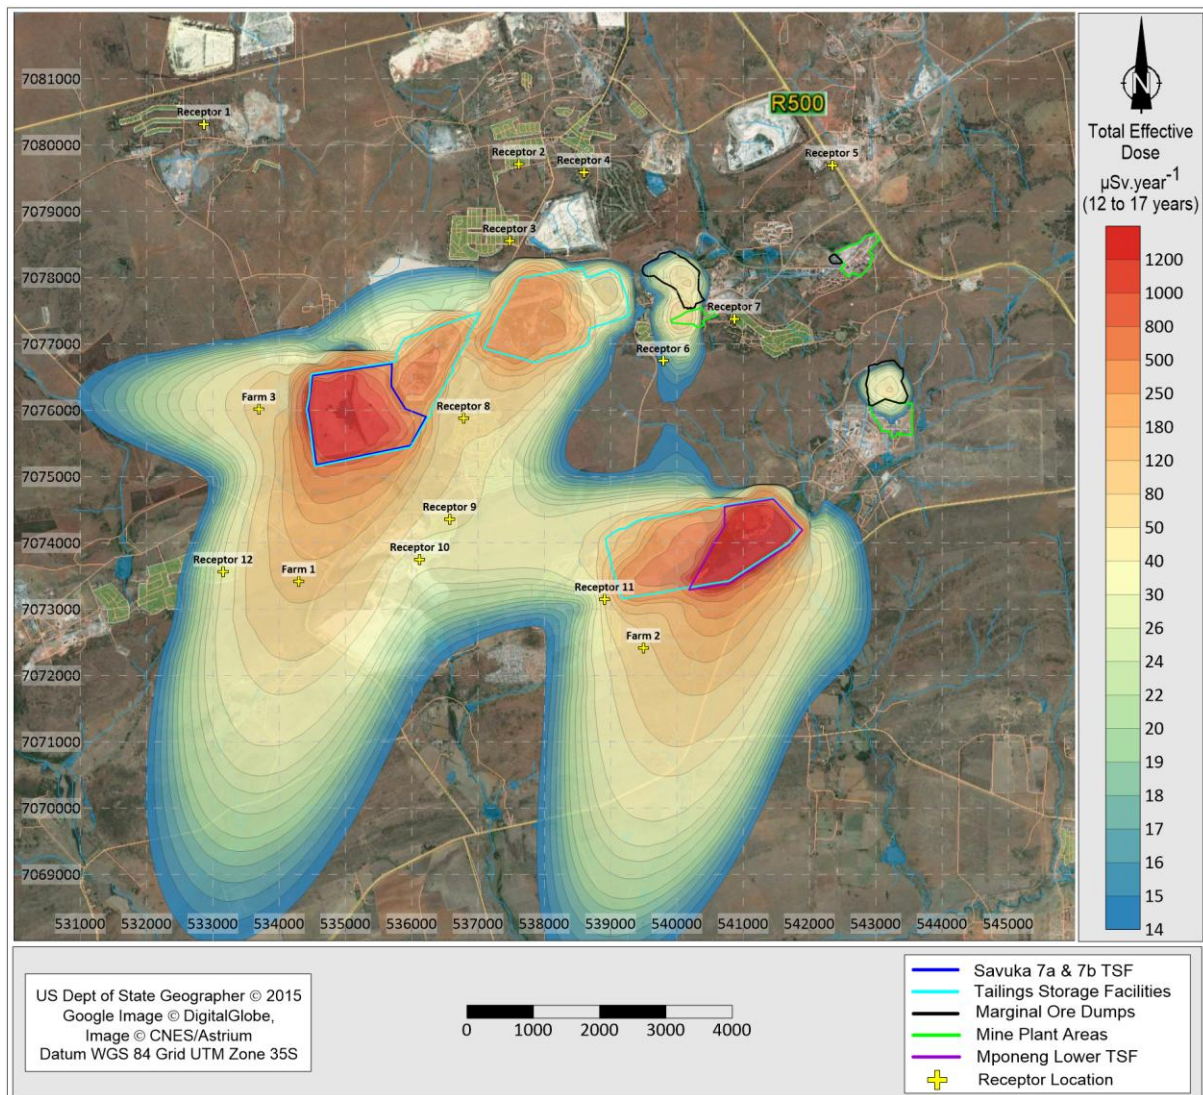 7081000
7080000
7079000
7078000
7077000
7076000
7075000
7074000
7073000
7072000
7071000
7070000
7069000
531000 532000 533000 534000 535000 536000 537000 538000 539000 540000 541000 542000 543000 544000 545000
R500
Receptor 1
Receptor 2
Receptor 4
Receptor 5
Receptor 3
Receptor 7
Receptor 6
Farm 3
Receptor 8
Receptor 9
Receptor 10
Receptor 12
Farm 1
Receptor 11
Farm 2
N
Total Effective
Dose
µSv.year-1
(12 to 17 years)
1200
1000
800
500
250
180
120
80
50
40
30
26
24
22
20
19
18
17
16
15
14
US Dept of State Geographer © 2015
Google Image © DigitalGlobe,
Image © CNES/Astrium
Datum WGS 84 Grid UTM Zone 35S
0 1000 2000 3000 4000
Savuka 7a & 7b TSF
Tailings Storage Facilities
Marginal Ore Dumps
Mine Plant Areas
Mponeng Lower TSF
Receptor Location